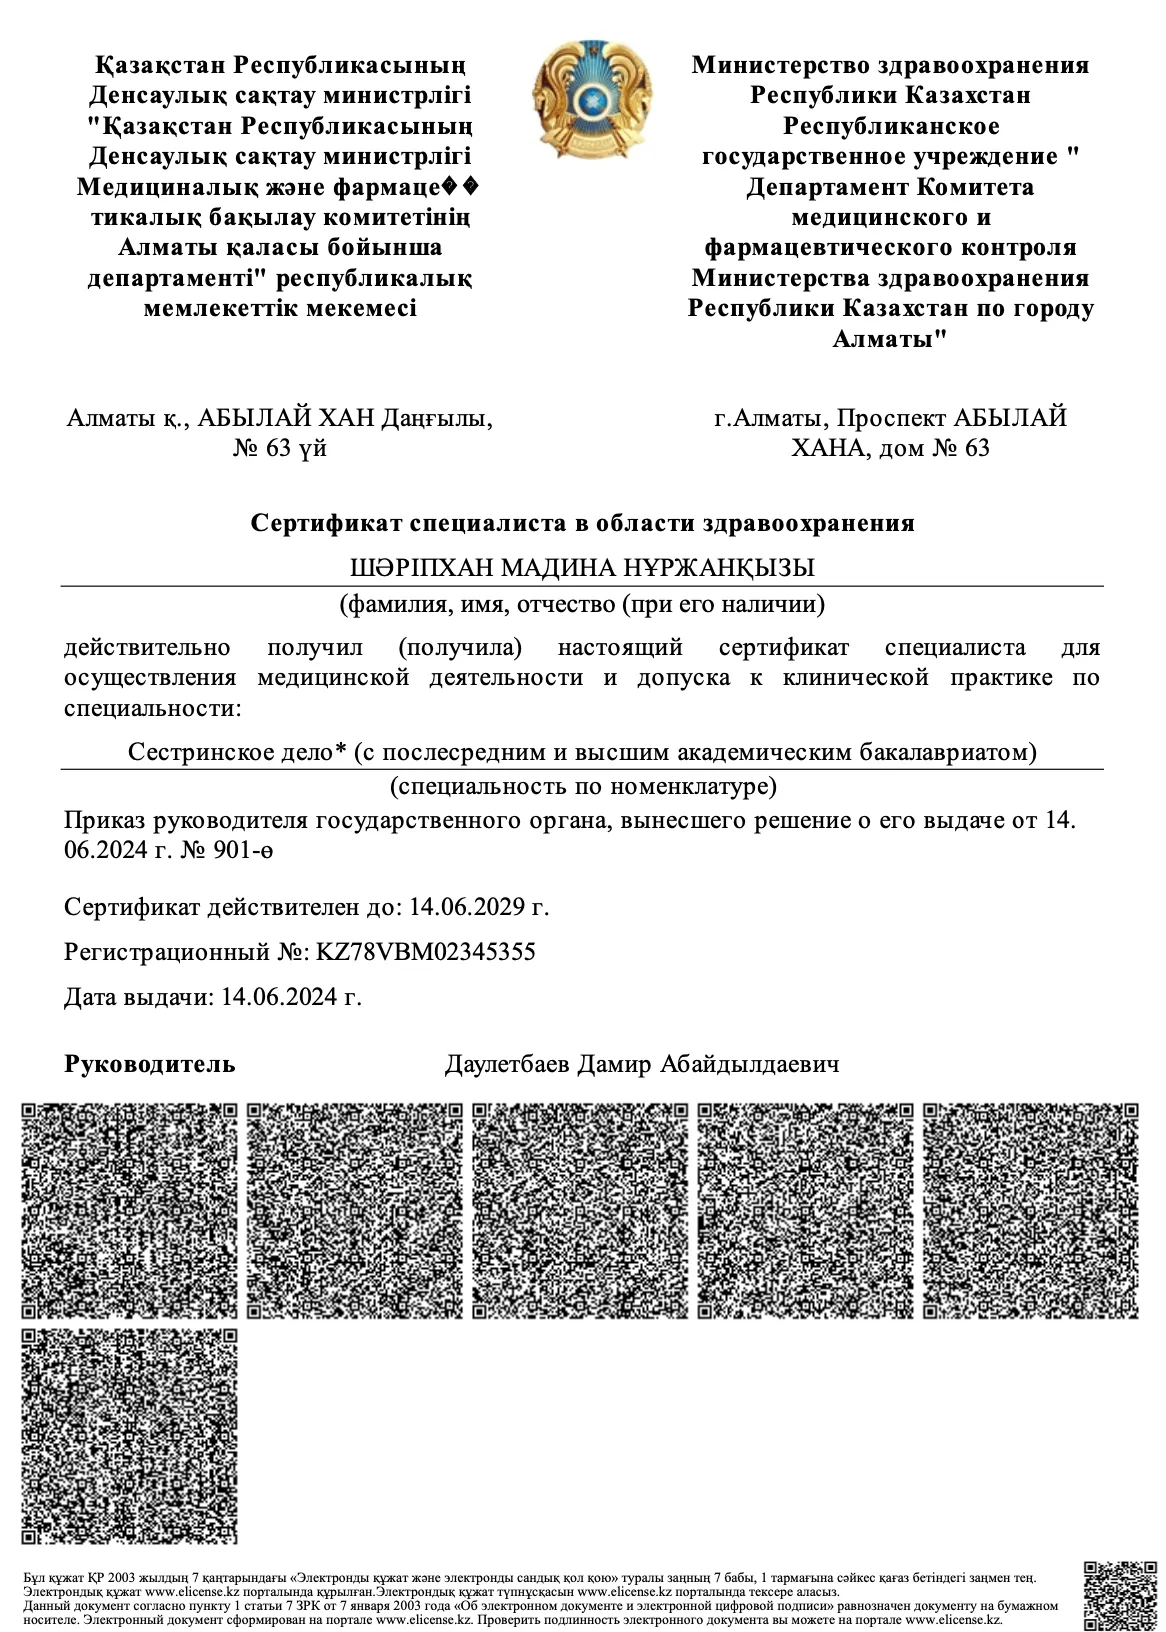 Қазақстан Республикасының
Денсаулық сақтау министрлігі
"Қазақстан Республикасының
Денсаулық сақтау министрлігі
Медициналық және фармаце��
тикалық бақылау комитетінің
Алматы қаласы бойынша
департаменті" республикалық
мемлекеттік мекемесі
Министерство здравоохранения
Республики Казахстан
Республиканское
государственное учреждение "
Департамент Комитета
медицинского и
фармацевтического контроля
Министерства здравоохранения
Республики Казахстан по городу
Алматы"
Алматы қ., АБЫЛАЙ ХАН Даңғылы,
№ 63 үй
г.Алматы, Проспект АБЫЛАЙ
ХАНА, дом № 63
Сертификат специалиста в области здравоохранения
ШӘРІПХАН МАДИНА НҰРЖАНҚЫЗЫ
(фамилия, имя, отчество (при его наличии)
действительно получил (получила) настоящий сертификат специалиста для
осуществления медицинской деятельности и допуска к клинической практике по
специальности:
Сестринское дело* (с послесредним и высшим академическим бакалавриатом)
(специальность по номенклатуре)
Приказ руководителя государственного органа, вынесшего решение о его выдаче от 14.
06.2024 г. № 901-ө
Сертификат действителен до: 14.06.2029 г.
Регистрационный №: KZ78VBM02345355
Дата выдачи: 14.06.2024 г.
Руководитель Даулетбаев Дамир Абайдылдаевич
Бұл құжат ҚР 2003 жылдың 7 қаңтарындағы «Электронды құжат және электронды сандық қол қою» туралы заңның 7 бабы, 1 тармағына сәйкес қағаз бетіндегі заңмен тең.
Электрондық құжат www.elicense.kz порталында құрылған.Электрондық құжат түпнұсқасын www.elicense.kz порталында тексере аласыз.
Данный документ согласно пункту 1 статьи 7 ЗРК от 7 января 2003 года «Об электронном документе и электронной цифровой подписи» равнозначен документу на бумажном
носителе. Электронный документ сформирован на портале www.elicense.kz. Проверить подлинность электронного документа вы можете на портале www.elicense.kz.